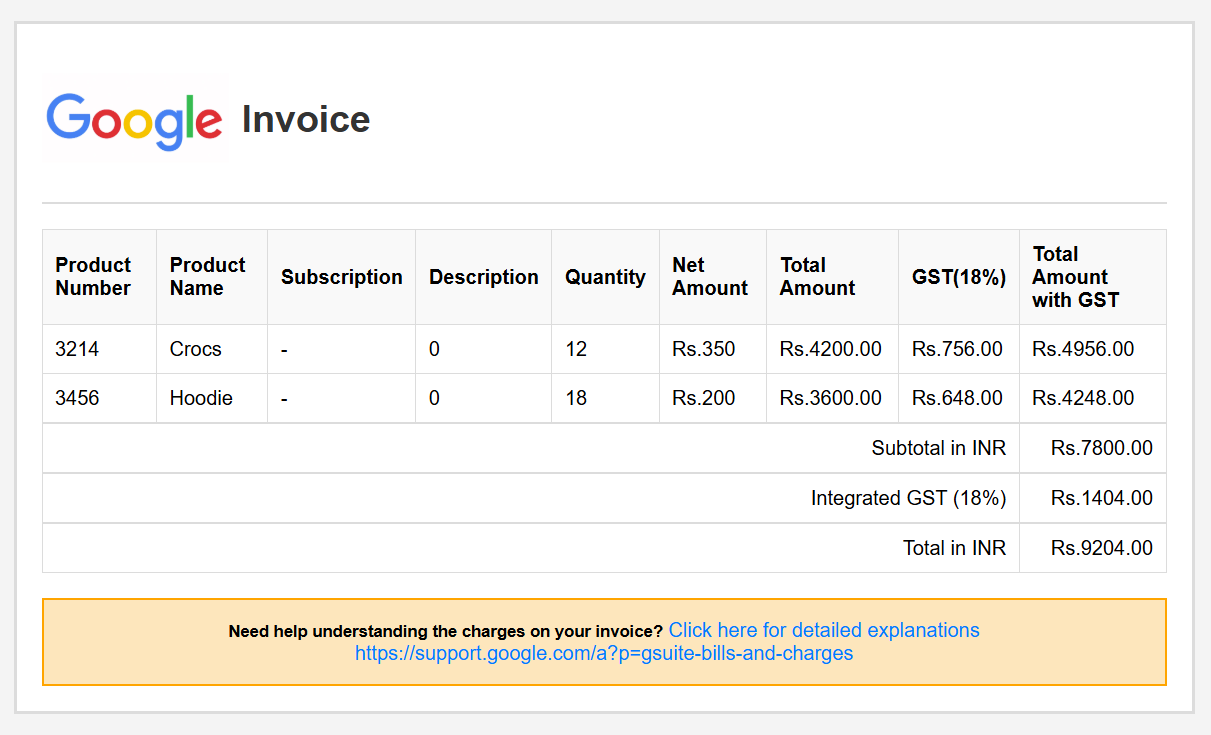 Google Invoice
Product Number Product Name Subscription Description Quantity Net Amount Total Amount GST(18%) Total Amount with GST
3214 Crocs - 0 12 Rs.350 Rs.4200.00 Rs.756.00 Rs.4956.00
3456 Hoodie - 0 18 Rs.200 Rs.3600.00 Rs.648.00 Rs.4248.00
Subtotal in INR Rs.7800.00
Integrated GST (18%) Rs.1404.00
Total in INR Rs.9204.00
Need help understanding the charges on your invoice? Click here for detailed explanations
https://support.google.com/a?p=gsuite-bills-and-charges